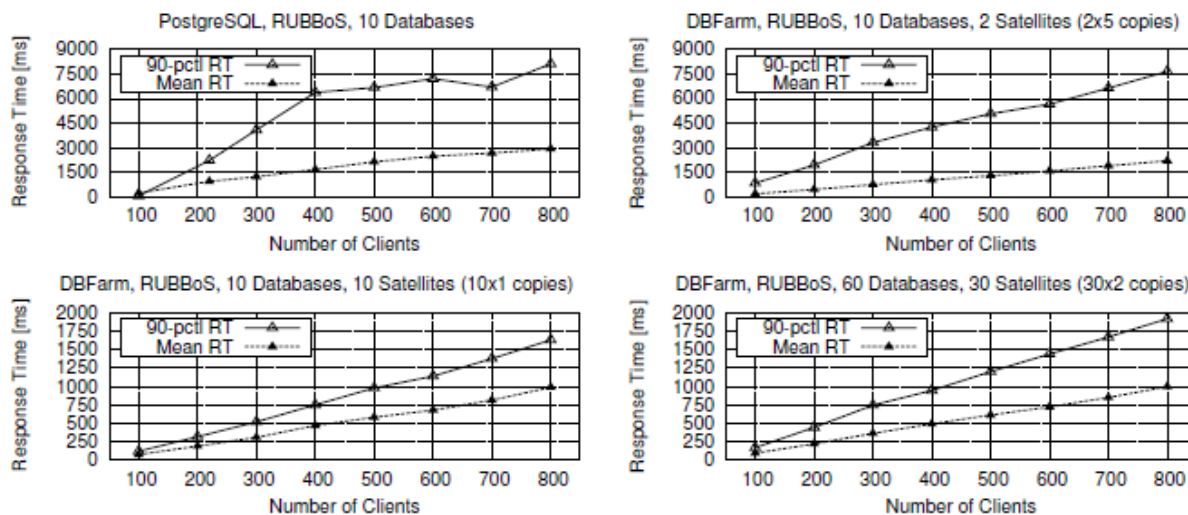 PostgreSQL, RUBBoS, 10 Databases
Response Time [ms]
9000
7500
6000
4500
3000
1500
0
90-pctl RT
Mean RT
100 200 300 400 500 600 700 800
Number of Clients
DBFarm, RUBBoS, 10 Databases, 2 Satellites (2x5 copies)
Response Time [ms]
9000
7500
6000
4500
3000
1500
0
90-pctl RT
Mean RT
100 200 300 400 500 600 700 800
Number of Clients
DBFarm, RUBBoS, 10 Databases, 10 Satellites (10x1 copies)
Response Time [ms]
2000
1750
1500
1250
1000
750
500
250
0
90-pctl RT
Mean RT
100 200 300 400 500 600 700 800
Number of Clients
DBFarm, RUBBoS, 60 Databases, 30 Satellites (30x2 copies)
Response Time [ms]
2000
1750
1500
1250
1000
750
500
250
0
90-pctl RT
Mean RT
100 200 300 400 500 600 700 800
Number of Clients